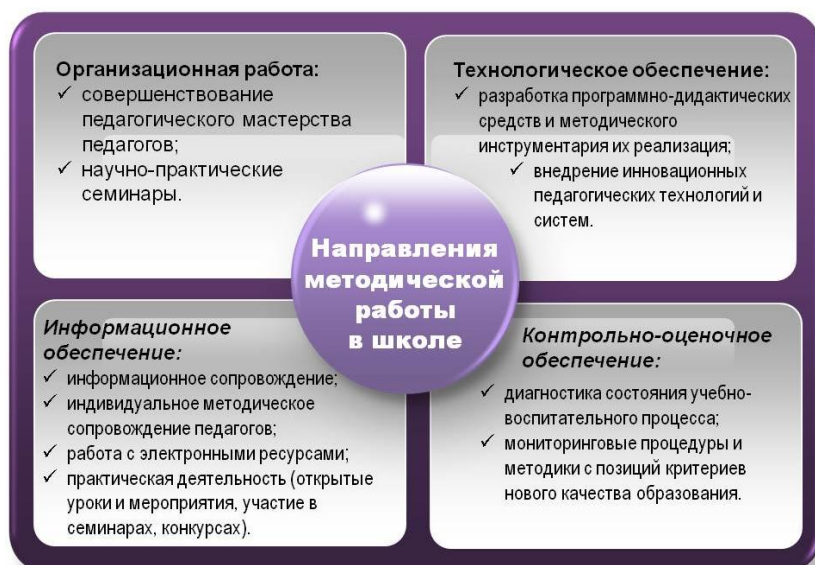 Организационная работа:
✓ совершенствование
педагогического мастерства
педагогов;
✓ научно-практические
семинары.
Технологическое обеспечение:
✓ разработка программно-дидактических
средств и методического
инструментария их реализация;
✓ внедрение инновационных
педагогических технологий и
систем.
Направления
методической
работы
в школе
Информационное
обеспечение:
✓ информационное сопровождение;
✓ индивидуальное методическое
сопровождение педагогов;
✓ работа с электронными ресурсами;
✓ практическая деятельность (открытые
уроки и мероприятия, участие в
семинарах, конкурсах).
Контрольно-оценочное
обеспечение:
✓ диагностика состояния учебно-
воспитательного процесса;
✓ мониторинговые процедуры и
методики с позиций критериев
нового качества образования.